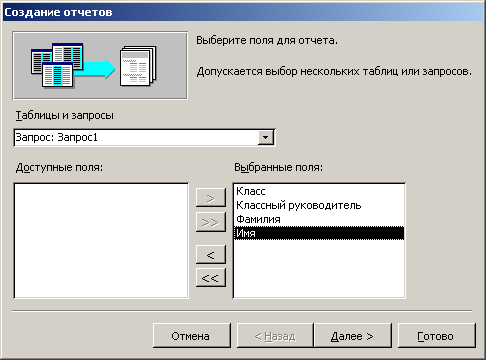 Создание отчетов
Выберите поля для отчета.
Допускается выбор нескольких таблиц или запросов.
Таблицы и запросы
Запрос: Запрос1
Доступные поля:
Выбранные поля:
>
>>
<
<<
Класс
Классный руководитель
Фамилия
Имя
Отмена
< Назад
Далее >
Готово